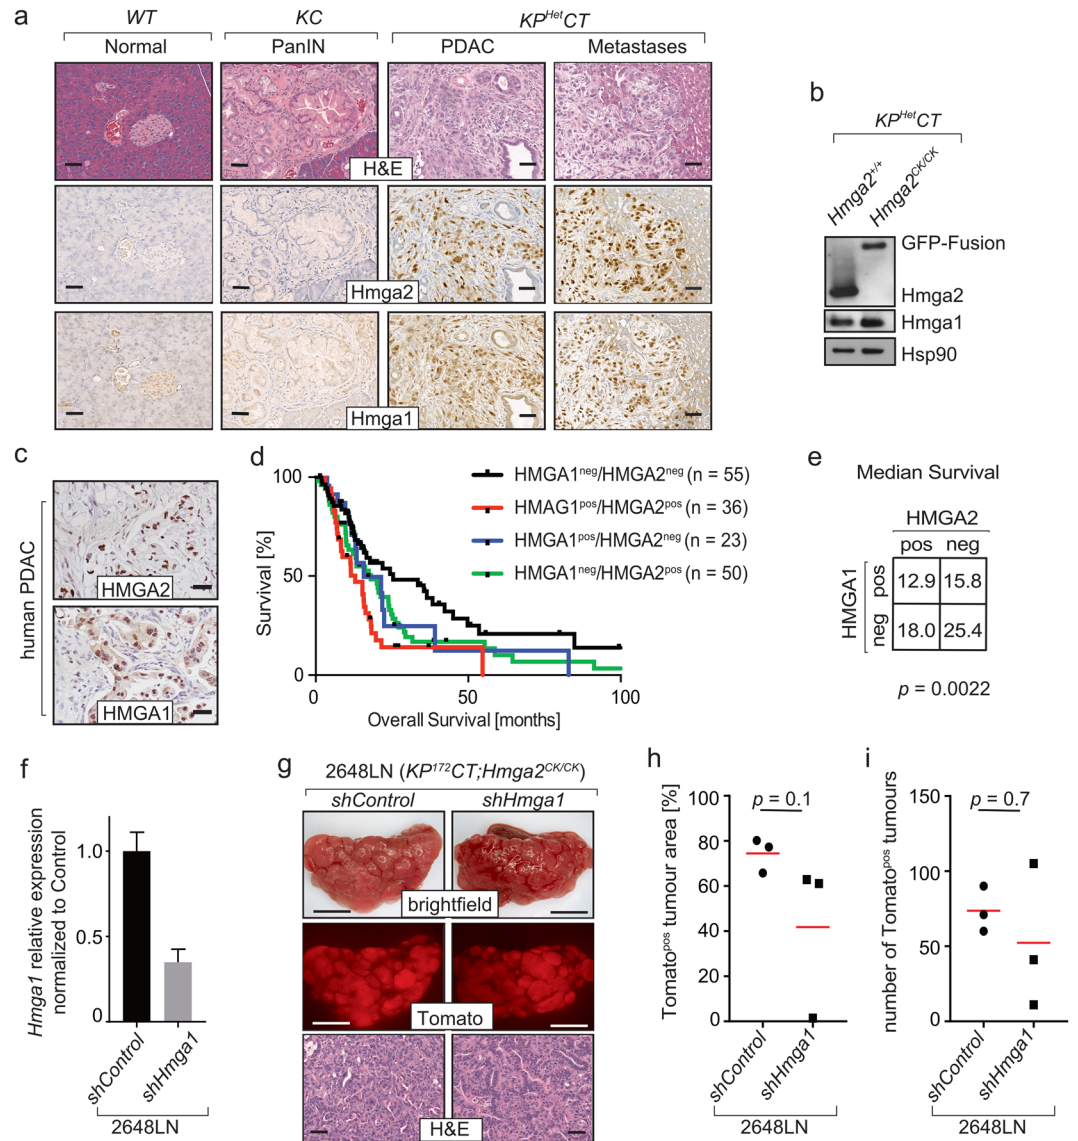 a
WT KC KP^Het CT
Normal PanIN PDAC Metastases
H&E
Hmga2
Hmga1
b
KP^Het CT
Hmga2^+/+ Hmga2^CK/CK
GFP-Fusion
Hmga2
Hmga1
Hsp90
c
human PDAC
HMGA2
HMGA1
d
HMGA1^neg/HMGA2^neg (n = 55)
HMAG1^pos/HMGA2^pos (n = 36)
HMGA1^pos/HMGA2^neg (n = 23)
HMGA1^neg/HMGA2^pos (n = 50)
Survival [%]
100
50
0
0 50 100
Overall Survival [months]
e
Median Survival
HMGA2
pos neg
HMGA1
pos 12.9 15.8
neg 18.0 25.4
p = 0.0022
f
Hmga1 relative expression
normalized to Control
1.0
0.5
0
shControl shHmga1
2648LN
g
2648LN (KP^172 CT;Hmga2^CK/CK)
shControl shHmga1
brightfield
Tomato
H&E
h
Tomato^pos tumour area [%]
p = 0.1
100
80
60
40
20
0
shControl shHmga1
2648LN
i
number of Tomato^pos tumours
p = 0.7
150
100
50
0
shControl shHmga1
2648LN